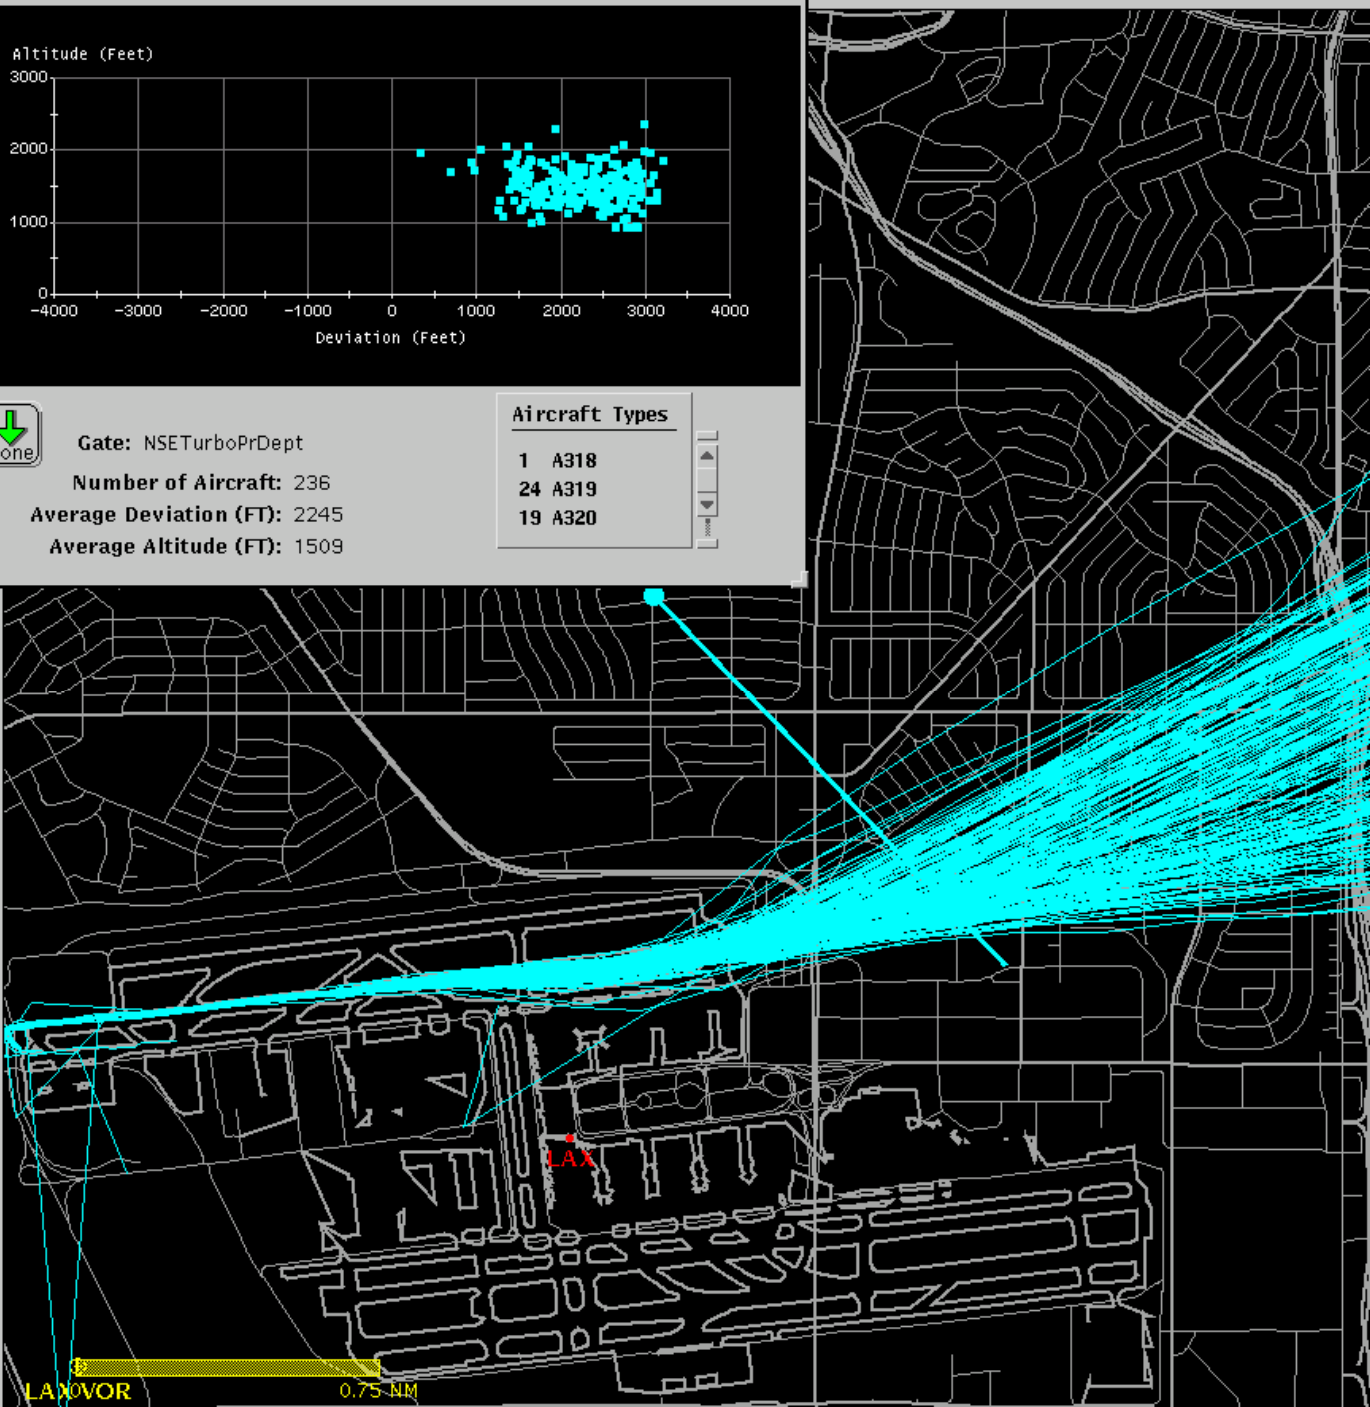 Altitude (Feet)
3000
2000
1000
0
-4000 -3000 -2000 -1000 0 1000 2000 3000 4000
Deviation (Feet)
one
Gate: NSETurboPrDept
Number of Aircraft: 236
Average Deviation (FT): 2245
Average Altitude (FT): 1509
Aircraft Types
1 A318
24 A319
19 A320
LAX
LAX VOR
0.75 NM